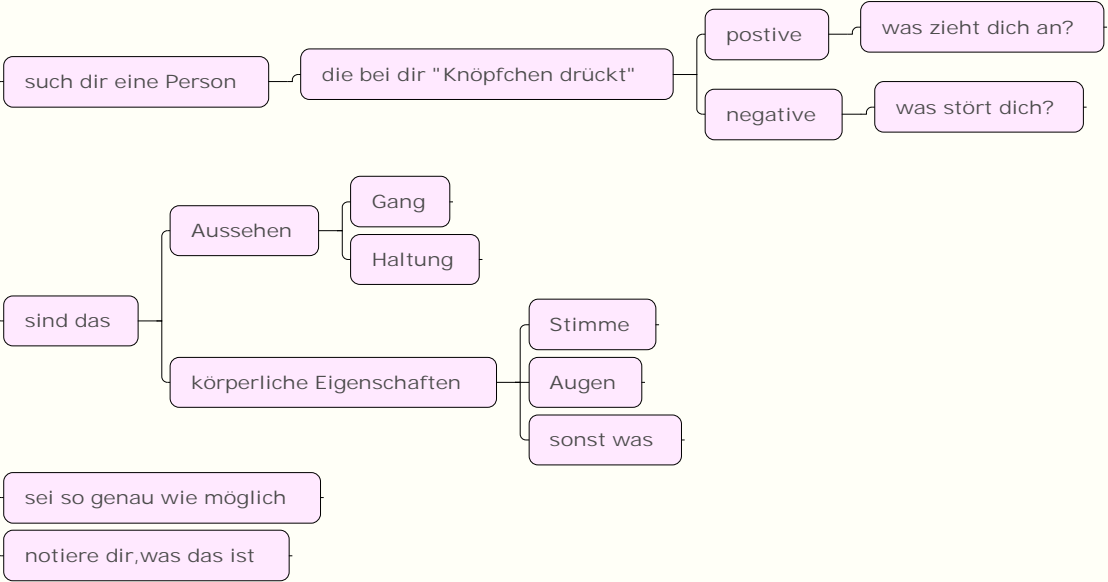 such dir eine Person
die bei dir "Knöpfchen drückt"
postive
was zieht dich an?
negative
was stört dich?
sind das
Aussehen
Gang
Haltung
körperliche Eigenschaften
Stimme
Augen
sonst was
sei so genau wie möglich
notiere dir,was das ist